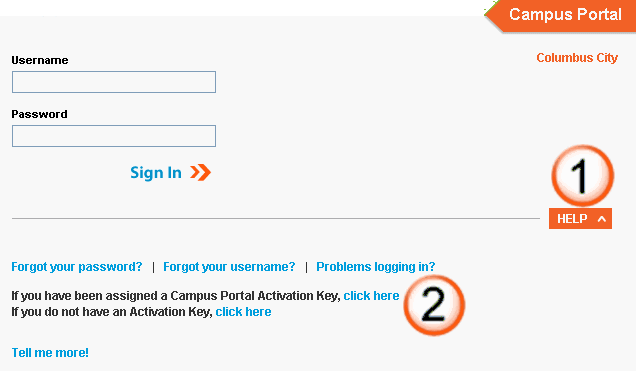 Campus Portal
Columbus City
Username
Password
Sign In
1
HELP
Forgot your password? | Forgot your username? | Problems logging in?
If you have been assigned a Campus Portal Activation Key, click here
2
If you do not have an Activation Key, click here
Tell me more!